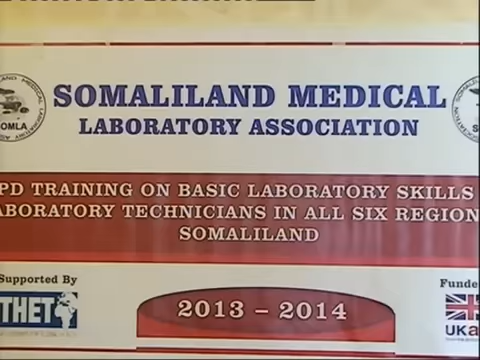 SOMALILAND MEDICAL
LABORATORY ASSOCIATION
SOMLA
PD TRAINING ON BASIC LABORATORY SKILLS
ABORATORY TECHNICIANS IN ALL SIX REGION
SOMALILAND
Supported By
THET
2013 – 2014
Funde
UKa